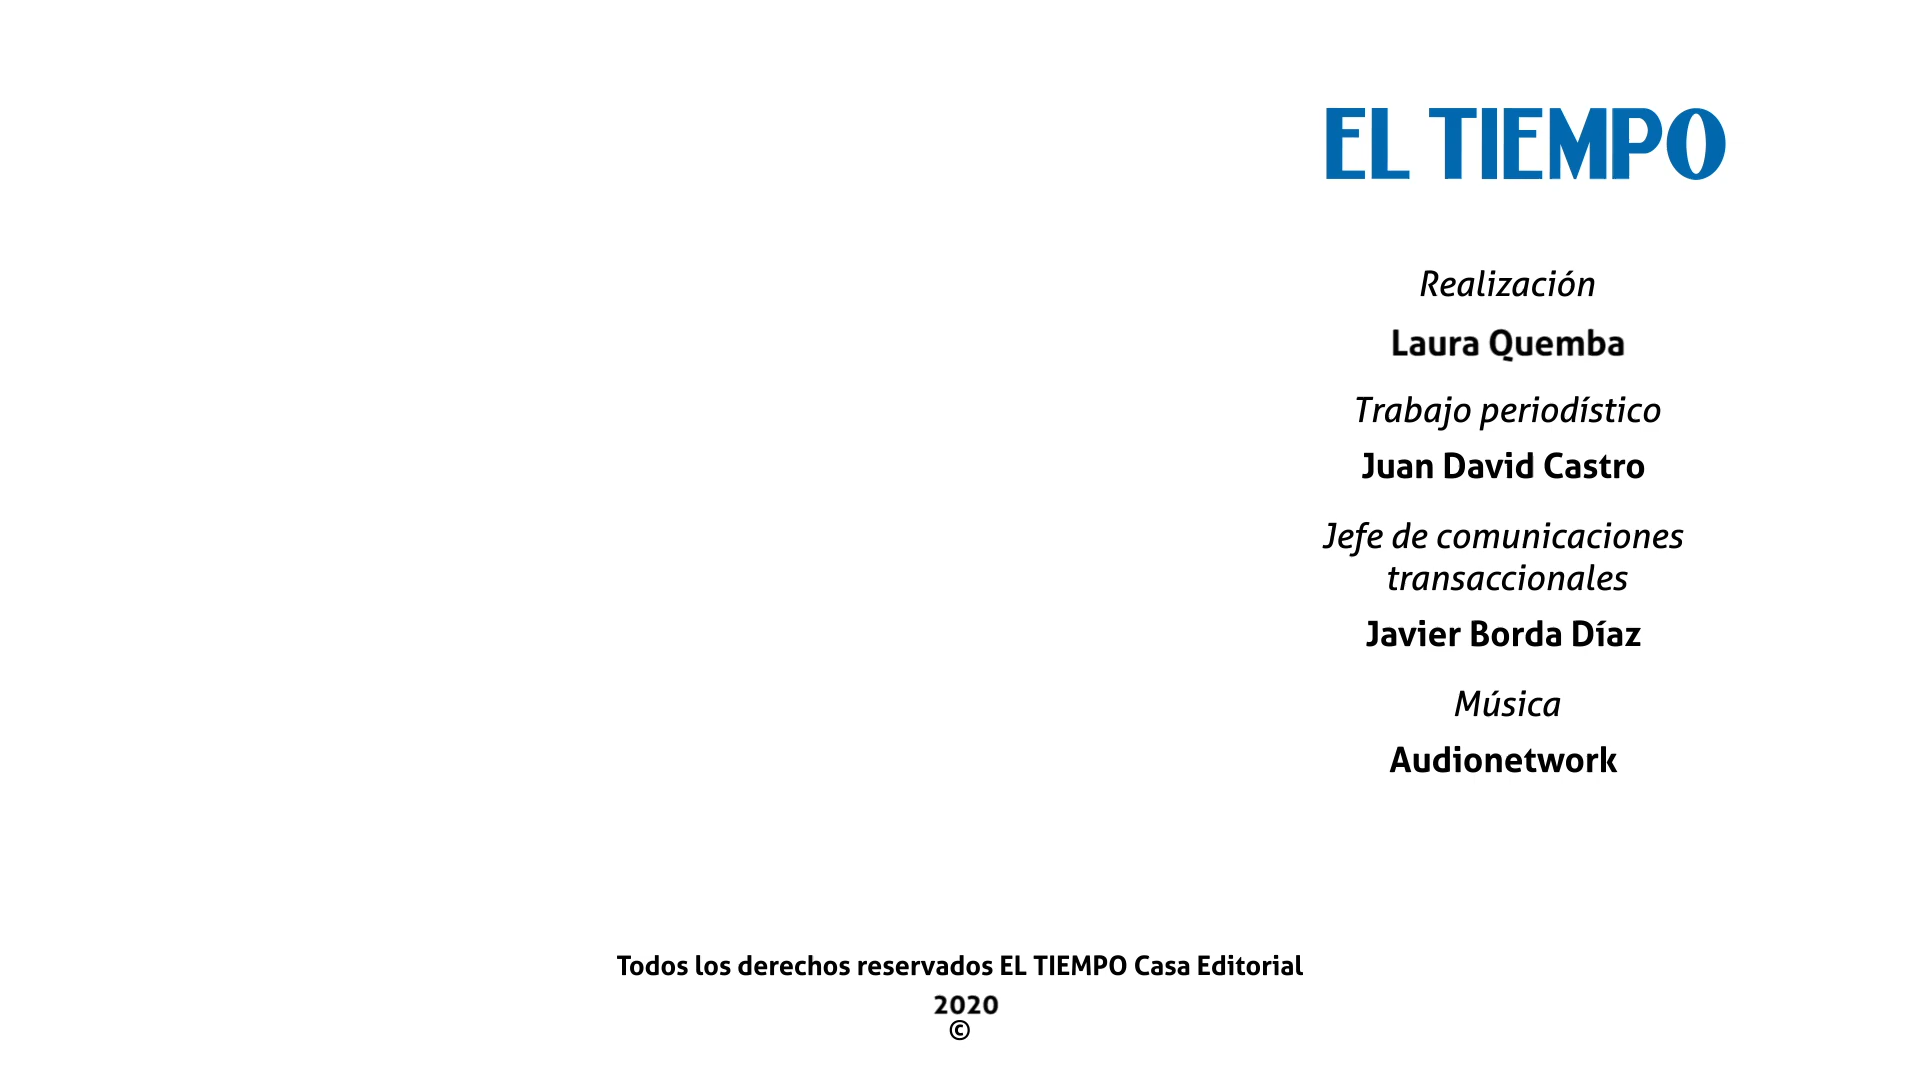 EL TIEMPO
Realización
Laura Quemba
Trabajo periodístico
Juan David Castro
Jefe de comunicaciones
transaccionales
Javier Borda Díaz
Música
Audionetwork
Todos los derechos reservados EL TIEMPO Casa Editorial
2020
©